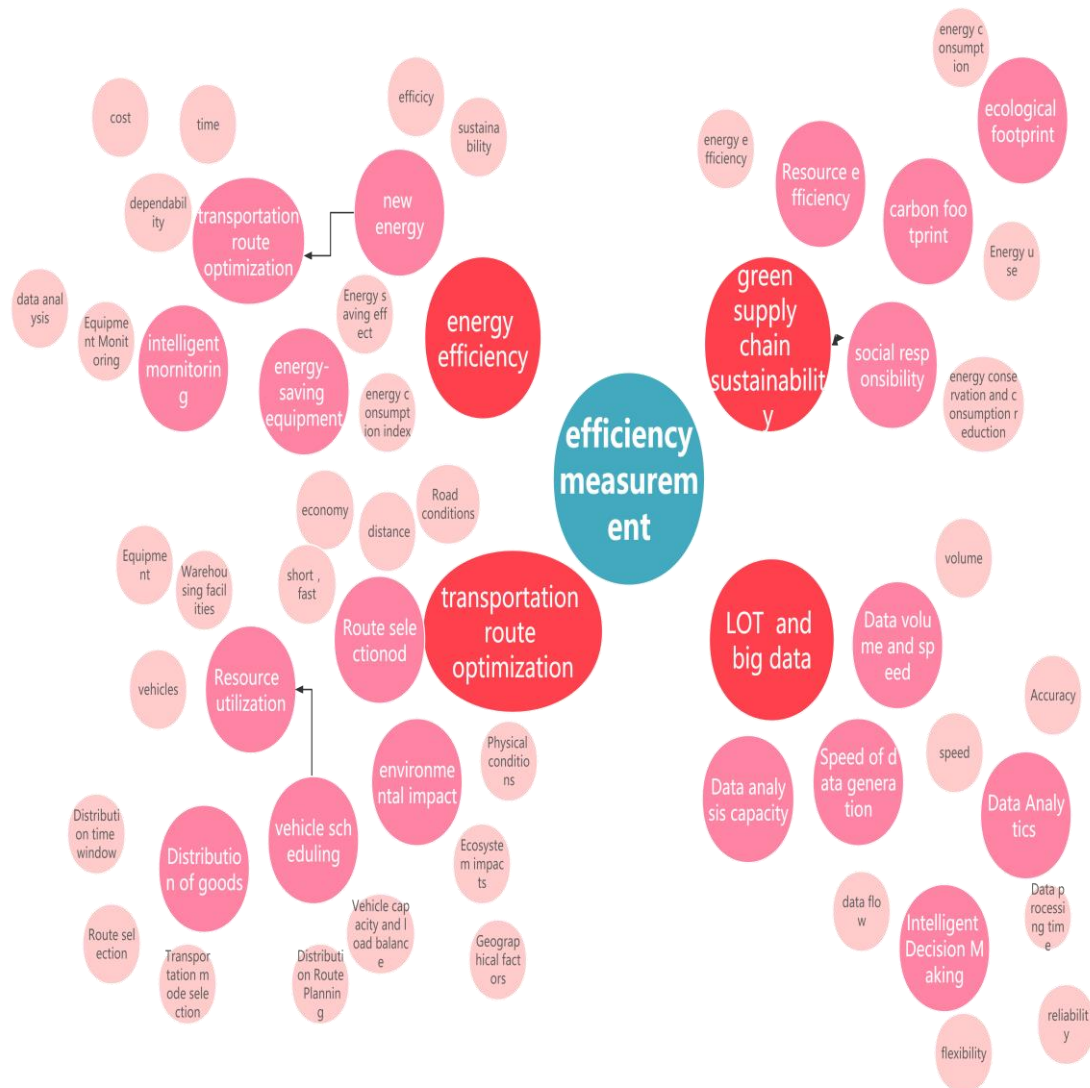 energy c
onsumpt
ion
ecological
footprint
efficicy
cost
time
sustaina
bility
energy e
fficiency
Resource e
fficiency
new
energy
carbon foo
tprint
dependab
ility
transportation
route
optimization
Energy u
se
data anal
ysis
Equipme
nt Monit
oring
intelligent
mornitorin
g
Energy s
aving eff
ect
energy
efficiency
green
supply
chain
sustainabilit
y
social resp
onsibility
energy-
saving
equipment
energy c
onsumpt
ion index
energy conse
rvation and c
onsumption r
eduction
efficiency
measurem
ent
economy
distance
Road
conditions
Equipme
nt
Warehou
sing facil
ities
short ,
fast
volume
transportation
route
optimization
Route sele
ctionod
LOT  and
big data
Data volu
me and sp
eed
Resource
utilization
vehicles
Accuracy
Physical
conditio
ns
environme
ntal impact
Data analy
sis capacity
Speed of d
ata genera
tion
speed
Data Analy
tics
Distributi
on time
window
Distributio
n of goods
vehicle sch
eduling
Ecosyste
m impac
ts
Vehicle cap
acity and l
oad balanc
e
data flo
w
Intelligent
Decision M
aking
Data p
rocessi
ng tim
e
Route sel
ection
Transpor
tation m
ode sele
ction
Distributi
on Route
Plannin
g
Geograp
hical fact
ors
reliabilit
y
flexibility